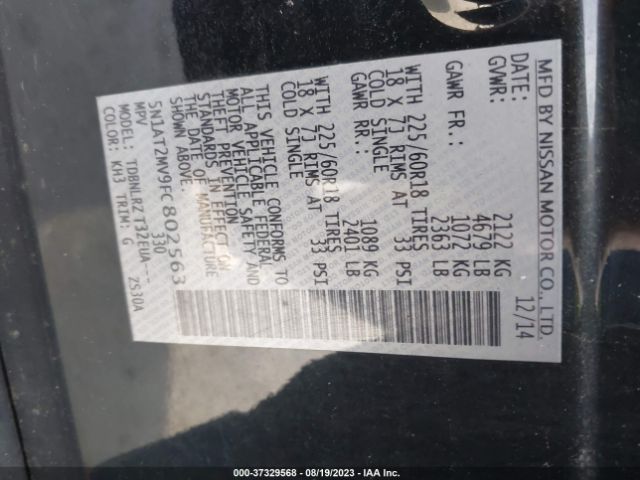 MFD BY NISSAN MOTOR CO., LTD.
DATE: 12/14
GVWR: 2122 KG
4679 LB
GAWR FR.: 1072 KG
2363 LB
WITH 225/60R18 TIRES
18 X 7J RIMS AT 33 PSI
COLD SINGLE
GAWR RR.: 1089 KG
2401 LB
WITH 225/60R18 TIRES
18 X 7J RIMS AT 33 PSI
COLD SINGLE
THIS VEHICLE CONFORMS TO
ALL APPLICABLE FEDERAL
MOTOR VEHICLE SAFETY AND
THEFT PREVENTION
STANDARDS IN EFFECT ON
THE DATE OF MANUFACTURE
SHOWN ABOVE.
330
5N1AT2MV9FC802563
MPV
MODEL: TDBNLRZT32EUA---
COLOR: KH3 TRIM: G ZS30A
000-37329568 - 08/19/2023 - IAA Inc.